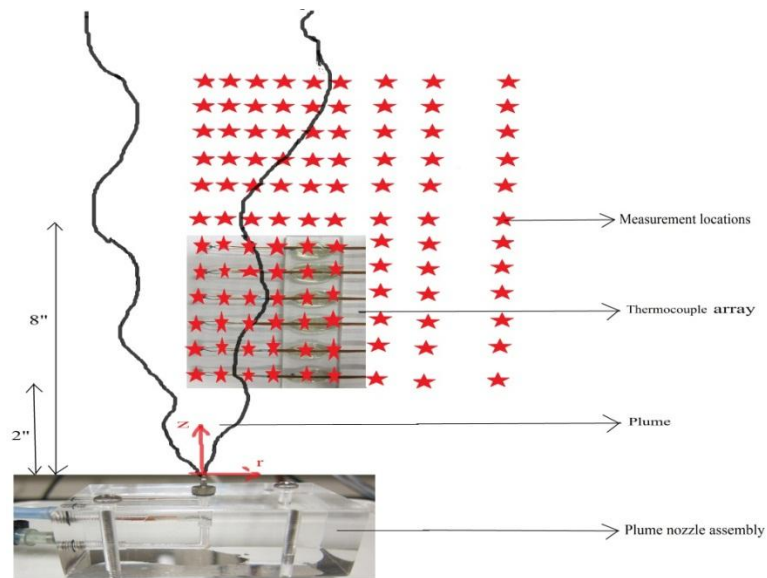 Measurement locations
8"
Thermocouple array
2"
Z
Plume
r
Plume nozzle assembly